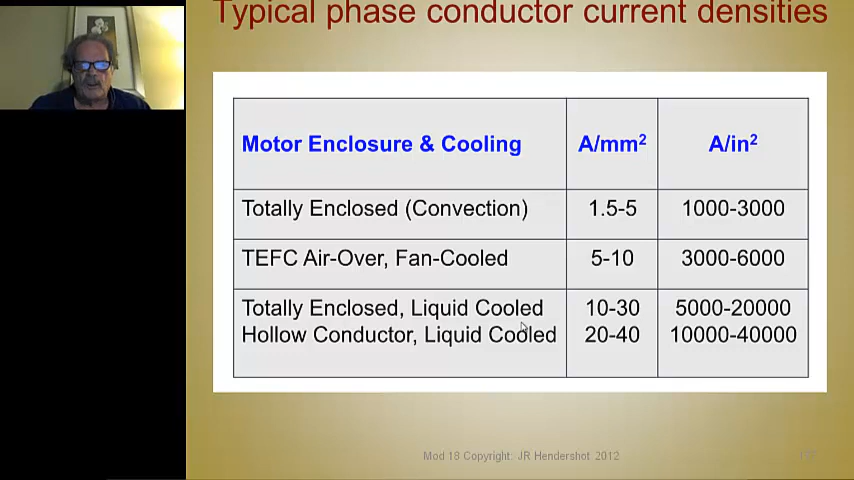 Typical phase conductor current densities
Motor Enclosure & Cooling A/mm² A/in²
Totally Enclosed (Convection) 1.5-5 1000-3000
TEFC Air-Over, Fan-Cooled 5-10 3000-6000
Totally Enclosed, Liquid Cooled 10-30 5000-20000
Hollow Conductor, Liquid Cooled 20-40 10000-40000
Mod 18 Copyright: JR Hendershot 2012